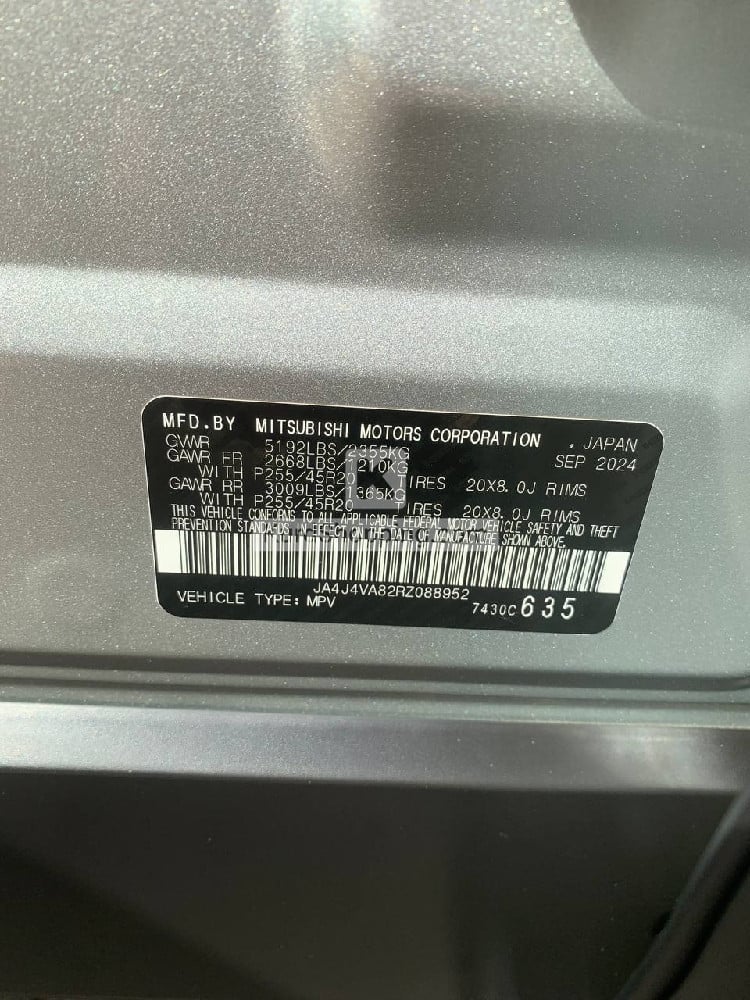 MFD.BY MITSUBISHI MOTORS CORPORATION . JAPAN
GVWR 5192LBS/2355KG SEP 2024
GAWR FR 2668LBS/1210KG
WITH P255/45R20 TIRES 20X8.0J RIMS
GAWR RR 3009LBS/1365KG
WITH P255/45R20 TIRES 20X8.0J RIMS
THIS VEHICLE CONFORMS TO ALL APPLICABLE FEDERAL MOTOR VEHICLE SAFETY AND THEFT
PREVENTION STANDARDS IN EFFECT ON THE DATE OF MANUFACTURE SHOWN ABOVE.
JA4J4VA82RZ088952
VEHICLE TYPE: MPV 7430C 635
K